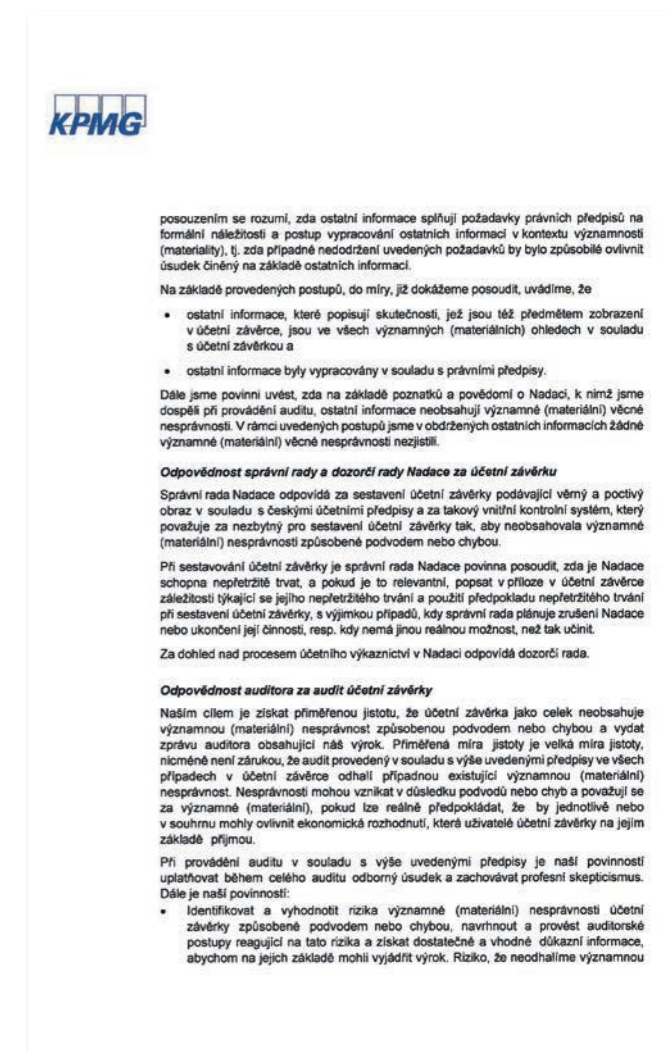 KPMG
posouzením se rozumí, zda ostatní informace splňují požadavky právních předpisů na
formální náležitosti a postup vypracování ostatních informací v kontextu významnosti
(materiality), tj. zda případné nedodržení uvedených požadavků by bylo způsobilé ovlivnit
úsudek činěný na základě ostatních informací.
Na základě provedených postupů, do míry, již dokážeme posoudit, uvádíme, že
• ostatní informace, které popisují skutečnosti, jež jsou též předmětem zobrazení
v účetní závěrce, jsou ve všech významných (materiálních) ohledech v souladu
s účetní závěrkou a
• ostatní informace byly vypracovány v souladu s právními předpisy.
Dále jsme povinni uvést, zda na základě poznatků a povědomí o Nadaci, k nimž jsme
dospěli při provádění auditu, ostatní informace neobsahují významné (materiální) věcné
nesprávnosti. V rámci uvedených postupů jsme v obdržených ostatních informacích žádné
významné (materiální) věcné nesprávnosti nezjistili.
Odpovědnost správní rady a dozorčí rady Nadace za účetní závěrku
Správní rada Nadace odpovídá za sestavení účetní závěrky podávající věrný a poctivý
obraz v souladu s českými účetními předpisy a za takový vnitřní kontrolní systém, který
považuje za nezbytný pro sestavení účetní závěrky tak, aby neobsahovala významné
(materiální) nesprávnosti způsobené podvodem nebo chybou.
Při sestavování účetní závěrky je správní rada Nadace povinna posoudit, zda je Nadace
schopna nepřetržitě trvat, a pokud je to relevantní, popsat v příloze v účetní závěrce
záležitosti týkající se jejího nepřetržitého trvání a použití předpokladu nepřetržitého trvání
při sestavení účetní závěrky, s výjimkou případů, kdy správní rada plánuje zrušení Nadace
nebo ukončení její činnosti, resp. kdy nemá jinou reálnou možnost, než tak učinit.
Za dohled nad procesem účetního výkaznictví v Nadaci odpovídá dozorčí rada.
Odpovědnost auditora za audit účetní závěrky
Naším cílem je získat přiměřenou jistotu, že účetní závěrka jako celek neobsahuje
významnou (materiální) nesprávnost způsobenou podvodem nebo chybou a vydat
zprávu auditora obsahující náš výrok. Přiměřená míra jistoty je velká míra jistoty,
nicméně není zárukou, že audit provedený v souladu s výše uvedenými předpisy ve všech
případech v účetní závěrce odhalí případnou existující významnou (materiální)
nesprávnost. Nesprávnosti mohou vznikat v důsledku podvodů nebo chyb a považují se
za významné (materiální), pokud lze reálně předpokládat, že by jednotlivě nebo
v souhrnu mohly ovlivnit ekonomická rozhodnutí, která uživatelé účetní závěrky na jejím
základě přijmou.
Při provádění auditu v souladu s výše uvedenými předpisy je naší povinností
uplatňovat během celého auditu odborný úsudek a zachovávat profesní skepticismus.
Dále je naší povinností:
• Identifikovat a vyhodnotit rizika významné (materiální) nesprávnosti účetní
závěrky způsobené podvodem nebo chybou, navrhnout a provést auditorské
postupy reagující na tato rizika a získat dostatečné a vhodné důkazní informace,
abychom na jejich základě mohli vyjádřit výrok. Riziko, že neodhalíme významnou